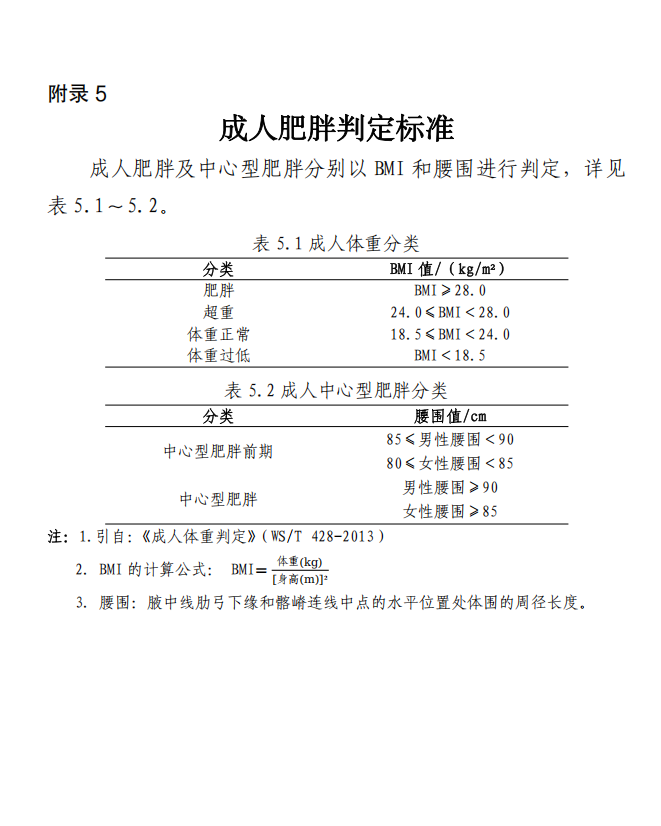 附录 5
成人肥胖判定标准
成人肥胖及中心型肥胖分别以 BMI 和腰围进行判定，详见
表 5.1～5.2。
表 5.1 成人体重分类
分类 BMI 值/（kg/m²）
肥胖 BMI⩾28.0
超重 24.0⩽BMI＜28.0
体重正常 18.5⩽BMI＜24.0
体重过低 BMI＜18.5
表 5.2 成人中心型肥胖分类
分类 腰围值/cm
中心型肥胖前期 85⩽男性腰围＜90
80⩽女性腰围＜85
中心型肥胖 男性腰围⩾90
女性腰围⩾85
注：1.引自：《成人体重判定》（WS/T 428-2013）
2. BMI 的计算公式： BMI=体重(kg)/[身高(m)]²
3. 腰围：腋中线肋弓下缘和髂嵴连线中点的水平位置处体围的周径长度。